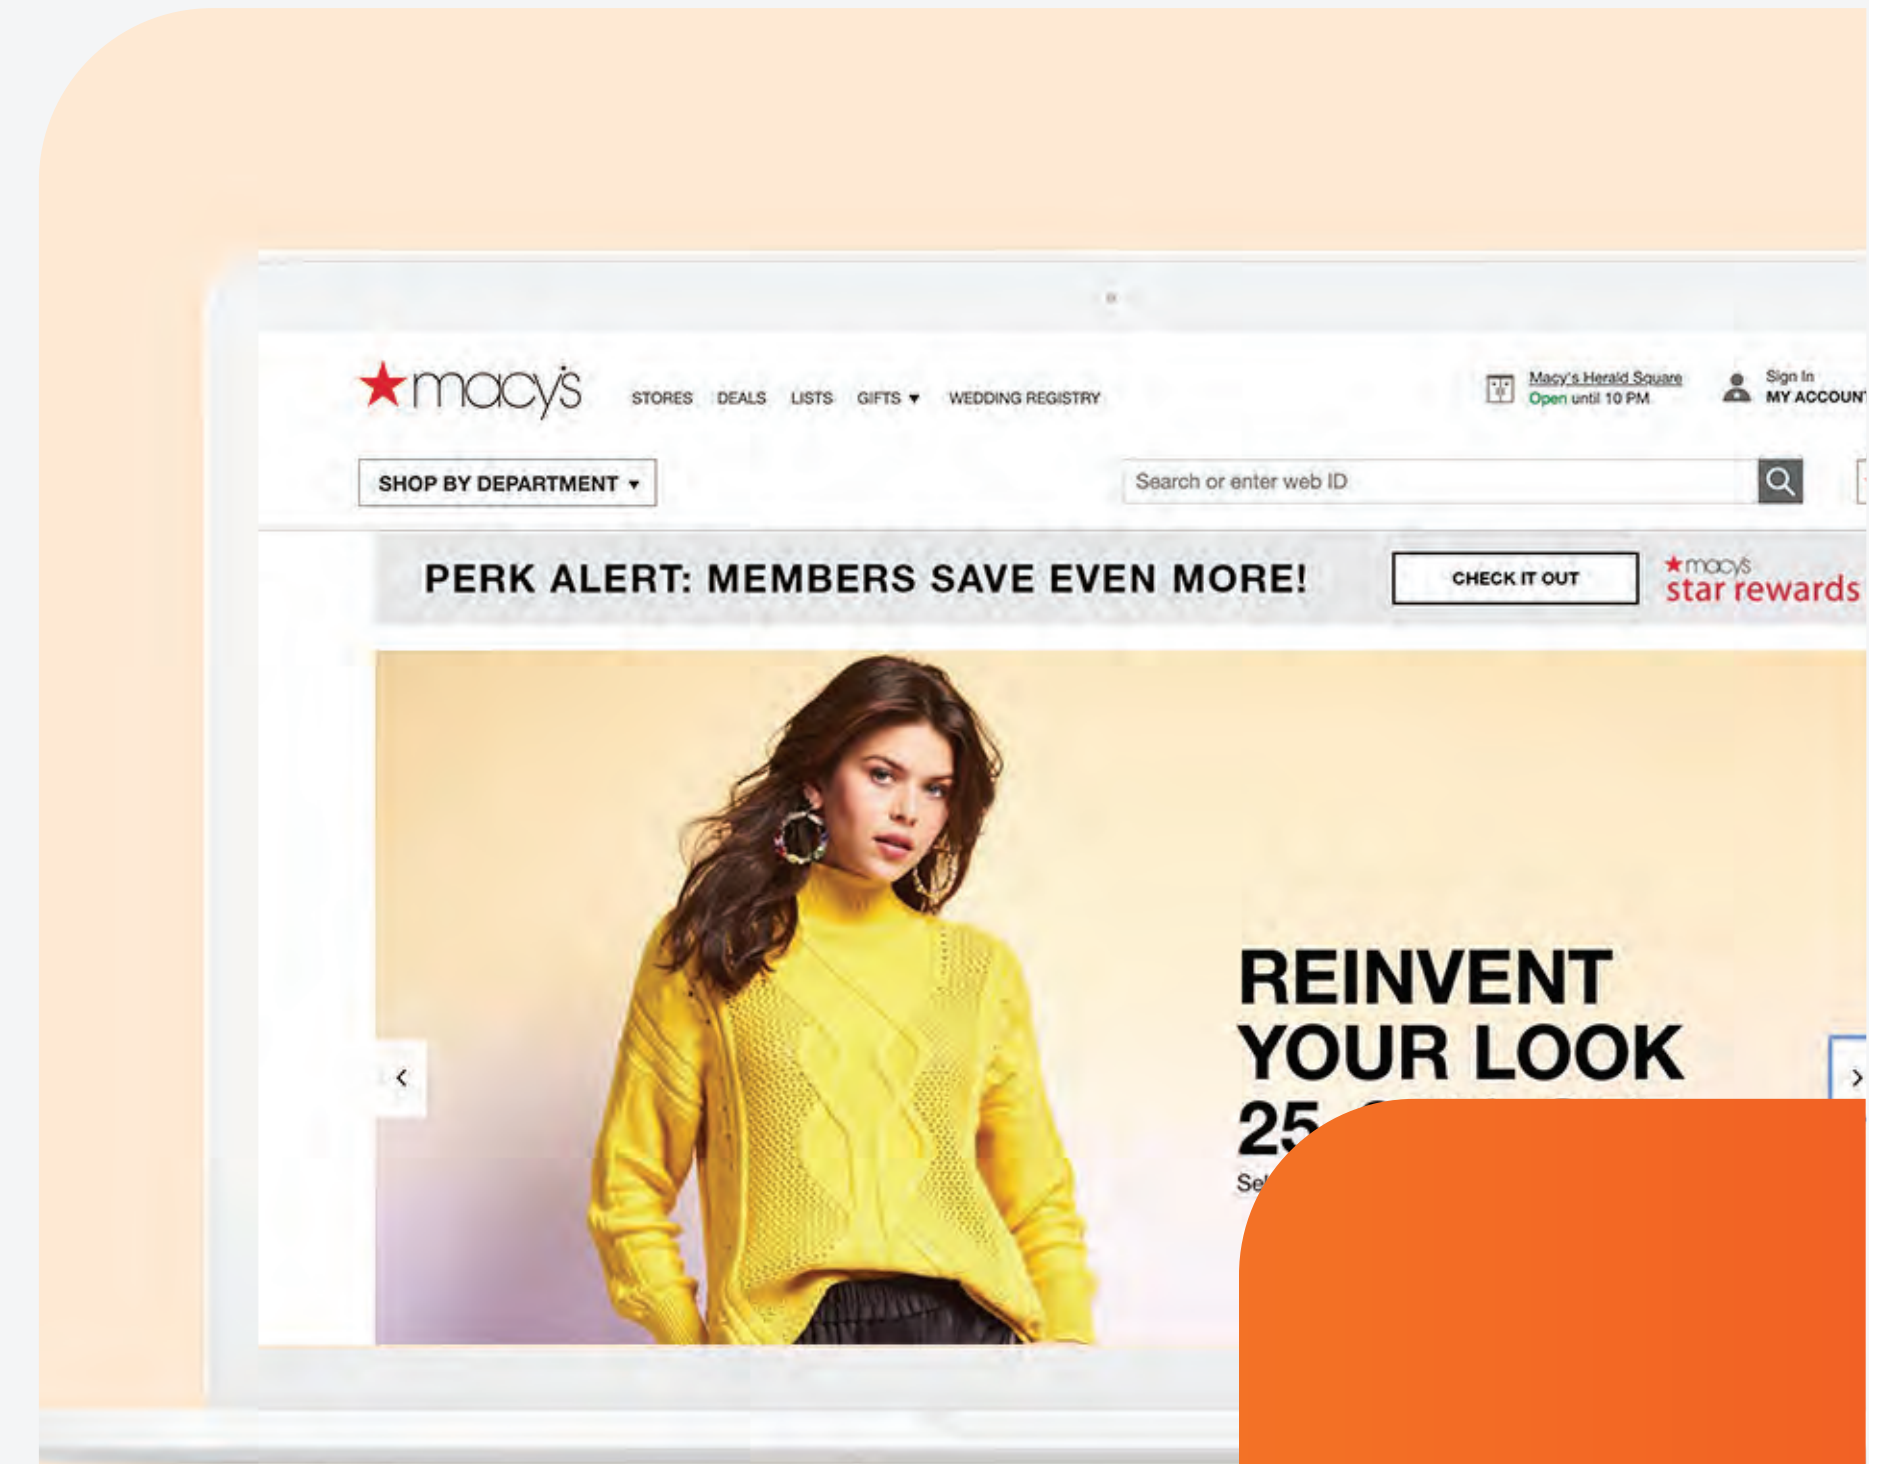 macy's
STORES DEALS LISTS GIFTS ▼ WEDDING REGISTRY
Macy's Herald Square
Open until 10 PM
Sign In
MY ACCOUN
SHOP BY DEPARTMENT ▼
Search or enter web ID
PERK ALERT: MEMBERS SAVE EVEN MORE!
CHECK IT OUT
macy's
star rewards
REINVENT
YOUR LOOK
25